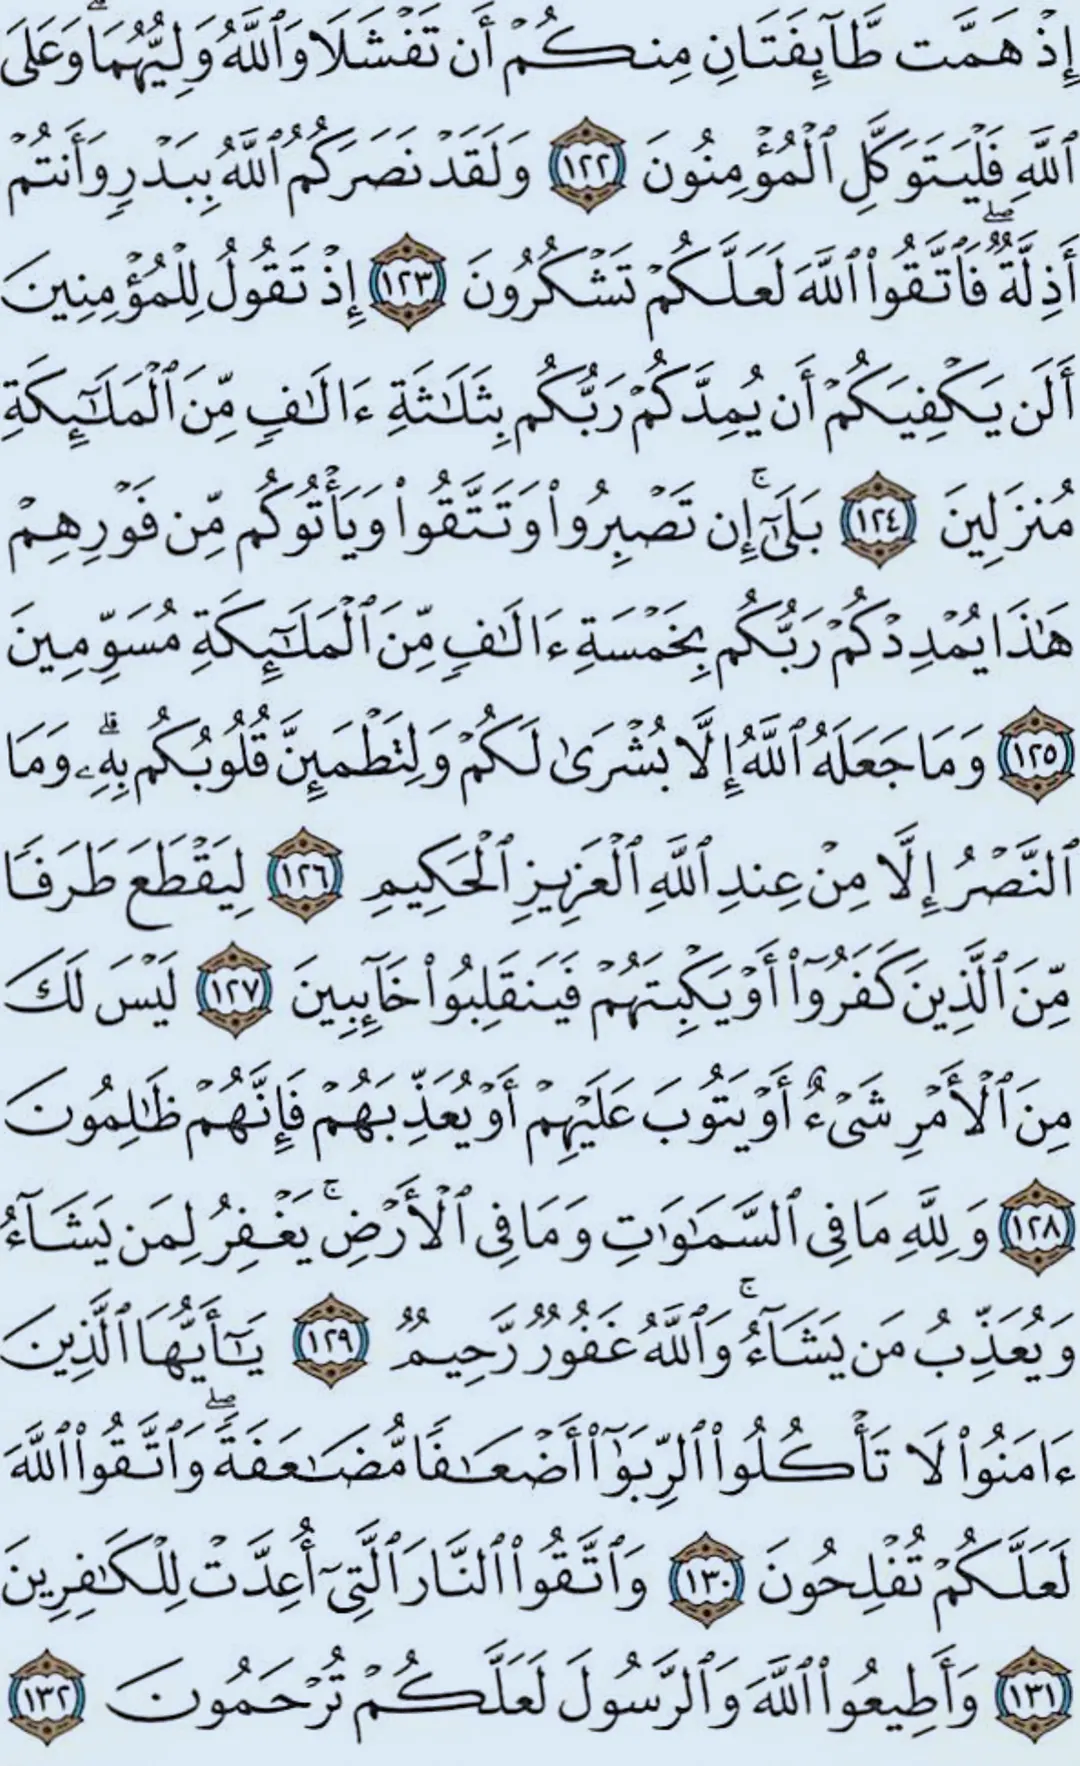 إِذْ هَمَّت طَّآئِفَتَانِ مِنكُمْ أَن تَفْشَلَا وَٱللَّهُ وَلِيُّهُمَا ۗ وَعَلَى
ٱللَّهِ فَلْيَتَوَكَّلِ ٱلْمُؤْمِنُونَ ١٢٢ وَلَقَدْ نَصَرَكُمُ ٱللَّهُ بِبَدْرٍ وَأَنتُمْ
أَذِلَّةٌ ۖ فَٱتَّقُوا۟ ٱللَّهَ لَعَلَّكُمْ تَشْكُرُونَ ١٢٣ إِذْ تَقُولُ لِلْمُؤْمِنِينَ
أَلَن يَكْفِيَكُمْ أَن يُمِدَّكُمْ رَبُّكُم بِثَلَـٰثَةِ ءَالَـٰفٍ مِّنَ ٱلْمَلَـٰٓئِكَةِ
مُنزَلِينَ ١٢٤ بَلَىٰٓ ۚ إِن تَصْبِرُوا۟ وَتَتَّقُوا۟ وَيَأْتُوكُم مِّن فَوْرِهِمْ
هَـٰذَا يُمْدِدْكُمْ رَبُّكُم بِخَمْسَةِ ءَالَـٰفٍ مِّنَ ٱلْمَلَـٰٓئِكَةِ مُسَوِّمِينَ
١٢٥ وَمَا جَعَلَهُ ٱللَّهُ إِلَّا بُشْرَىٰ لَكُمْ وَلِتَطْمَئِنَّ قُلُوبُكُم بِهِۦ ۗ وَمَا
ٱلنَّصْرُ إِلَّا مِنْ عِندِ ٱللَّهِ ٱلْعَزِيزِ ٱلْحَكِيمِ ١٢٦ لِيَقْطَعَ طَرَفًا
مِّنَ ٱلَّذِينَ كَفَرُوٓا۟ أَوْ يَكْبِتَهُمْ فَيَنقَلِبُوا۟ خَآئِبِينَ ١٢٧ لَيْسَ لَكَ
مِنَ ٱلْأَمْرِ شَىْءٌ أَوْ يَتُوبَ عَلَيْهِمْ أَوْ يُعَذِّبَهُمْ فَإِنَّهُمْ ظَـٰلِمُونَ
١٢٨ وَلِلَّهِ مَا فِى ٱلسَّمَـٰوَٰتِ وَمَا فِى ٱلْأَرْضِ ۚ يَغْفِرُ لِمَن يَشَآءُ
وَيُعَذِّبُ مَن يَشَآءُ ۚ وَٱللَّهُ غَفُورٌ رَّحِيمٌ ١٢٩ يَـٰٓأَيُّهَا ٱلَّذِينَ
ءَامَنُوا۟ لَا تَأْكُلُوا۟ ٱلرِّبَوٰٓا۟ أَضْعَـٰفًا مُّضَـٰعَفَةً ۖ وَٱتَّقُوا۟ ٱللَّهَ
لَعَلَّكُمْ تُفْلِحُونَ ١٣٠ وَٱتَّقُوا۟ ٱلنَّارَ ٱلَّتِىٓ أُعِدَّتْ لِلْكَـٰفِرِينَ
١٣١ وَأَطِيعُوا۟ ٱللَّهَ وَٱلرَّسُولَ لَعَلَّكُمْ تُرْحَمُونَ ١٣٢